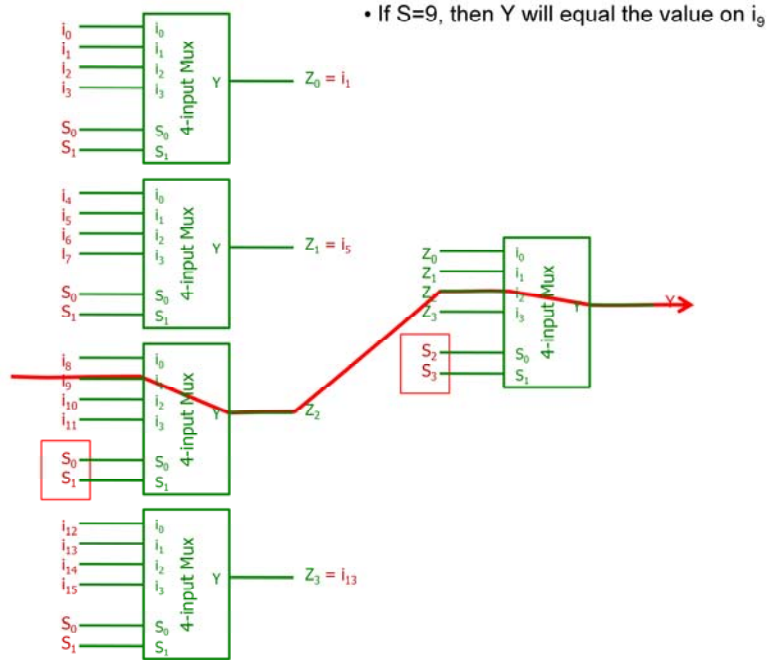 • If S=9, then Y will equal the value on i₉
i₀ i₀
i₁ i₁
i₂ i₂
i₃ i₃
S₀ S₀
S₁ S₁
4-input Mux
Y
Z₀ = i₁
i₄ i₀
i₅ i₁
i₆ i₂
i₇ i₃
S₀ S₀
S₁ S₁
4-input Mux
Y
Z₁ = i₅
i₈ i₀
i₉ i₁
i₁₀ i₂
i₁₁ i₃
S₀ S₀
S₁ S₁
4-input Mux
Y
Z₂
i₁₂ i₀
i₁₃ i₁
i₁₄ i₂
i₁₅ i₃
S₀ S₀
S₁ S₁
4-input Mux
Y
Z₃ = i₁₃
Z₀ i₀
Z₁ i₁
Z₂ i₂
Z₃ i₃
S₂ S₀
S₃ S₁
4-input Mux
Y
Y